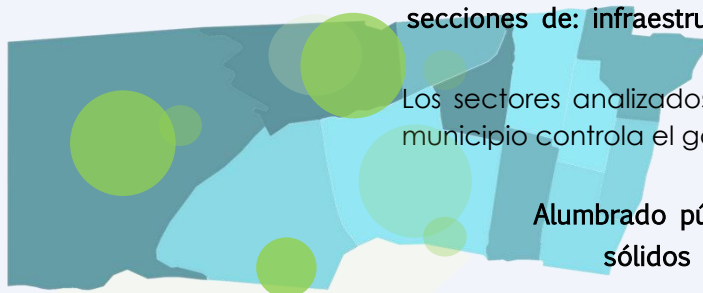 secciones de: infraestru
Los sectores analizados
municipio controla el g
Alumbrado pú
sólidos